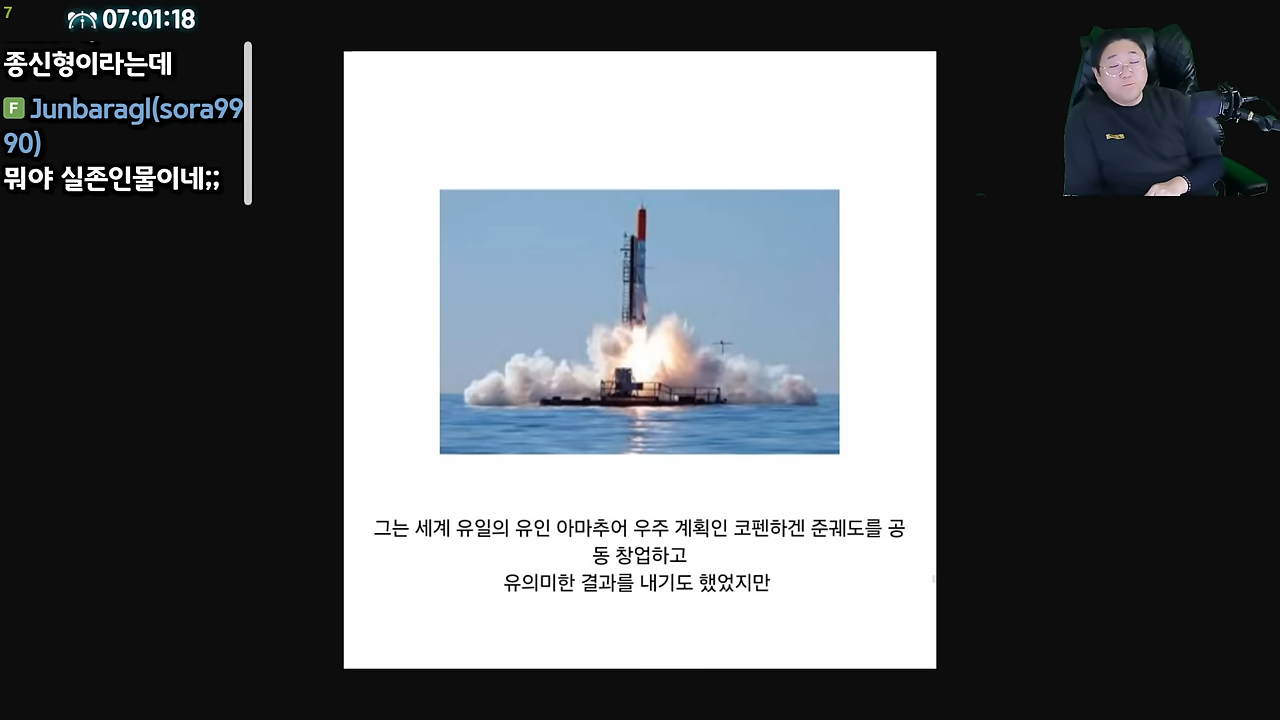 7
07:01:18
종신형이라는데
F Junbaragl(sora99
90)
뭐야 실존인물이네;;
그는 세계 유일의 유인 아마추어 우주 계획인 코펜하겐 준궤도를 공
동 창업하고
유의미한 결과를 내기도 했었지만